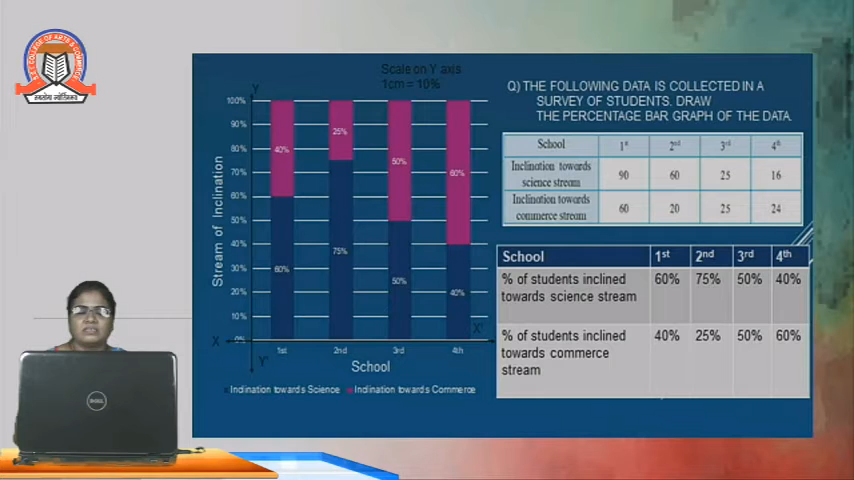 S.E.T COLLEGE OF ARTS & COMMERCE
Scale on Y axis
1cm = 10%
Y
100%
90%
80%
70%
60%
50%
40%
30%
20%
10%
0%
X
X'
Y'
Stream of Inclination
40%
25%
50%
60%
60%
75%
50%
40%
1st
2nd
3rd
4th
School
Inclination towards Science
Inclination towards Commerce
Q) THE FOLLOWING DATA IS COLLECTED IN A
SURVEY OF STUDENTS. DRAW
THE PERCENTAGE BAR GRAPH OF THE DATA.
School 1st 2nd 3rd 4th
Inclination towards
science stream 90 60 25 16
Inclination towards
commerce stream 60 20 25 24
School 1st 2nd 3rd 4th
% of students inclined 60% 75% 50% 40%
towards science stream
% of students inclined 40% 25% 50% 60%
towards commerce
stream
DELL